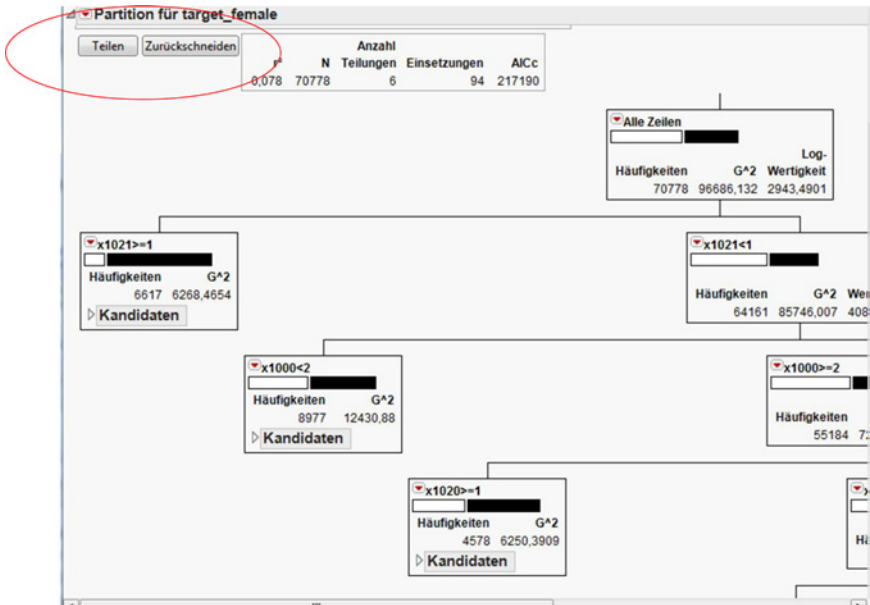 Partition für target_female
Teilen Zurückschneiden
Anzahl
r² N Teilungen Einsetzungen AICc
0,078 70778 6 94 217190
Alle Zeilen
Log-
Häufigkeiten G^2 Wertigkeit
70778 96686,132 2943,4901
x1021>=1
Häufigkeiten G^2
6617 6268,4654
Kandidaten
x1021<1
Häufigkeiten G^2
64161 85746,007
x1000<2
Häufigkeiten G^2
8977 12430,88
Kandidaten
x1000>=2
Häufigkeiten
55184
x1020>=1
Häufigkeiten G^2
4578 6250,3909
Kandidaten